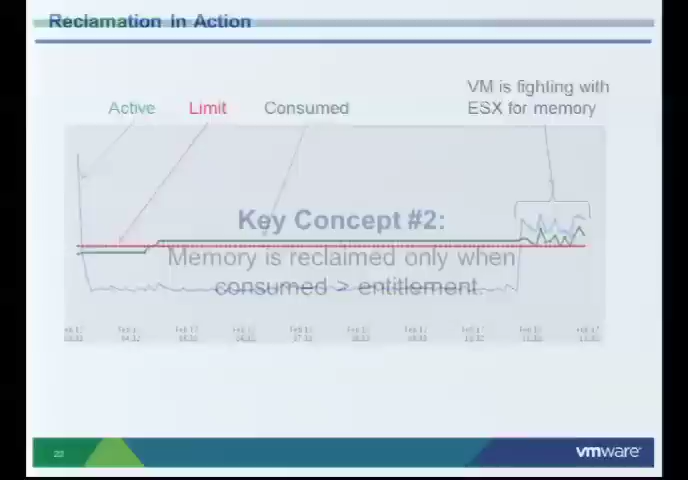 Reclamation In Action
VM is fighting with
ESX for memory
Active
Limit
Consumed
Key Concept #2:
Memory is reclaimed only when
consumed > entitlement.
vmware